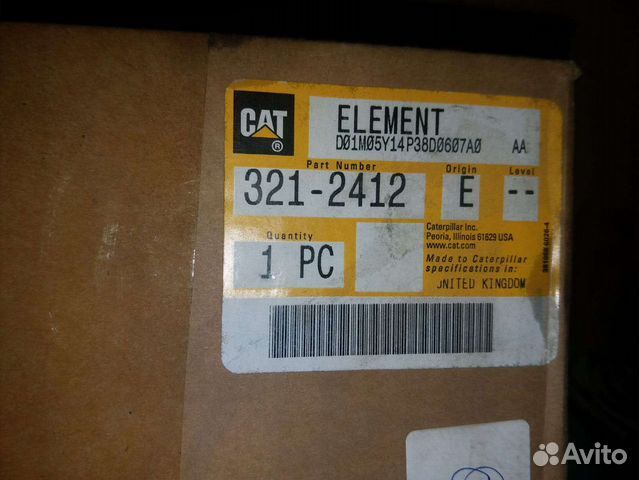 CAT
®
ELEMENT
D01M05Y14P38D0607A0 AA
Part Number
Origin
Level
321-2412
E
--
Quantity
1 PC
Caterpillar Inc.
Peoria, Illinois 61629 USA
www.cat.com
Made to Caterpillar
specifications in:
UNITED KINGDOM
Avito